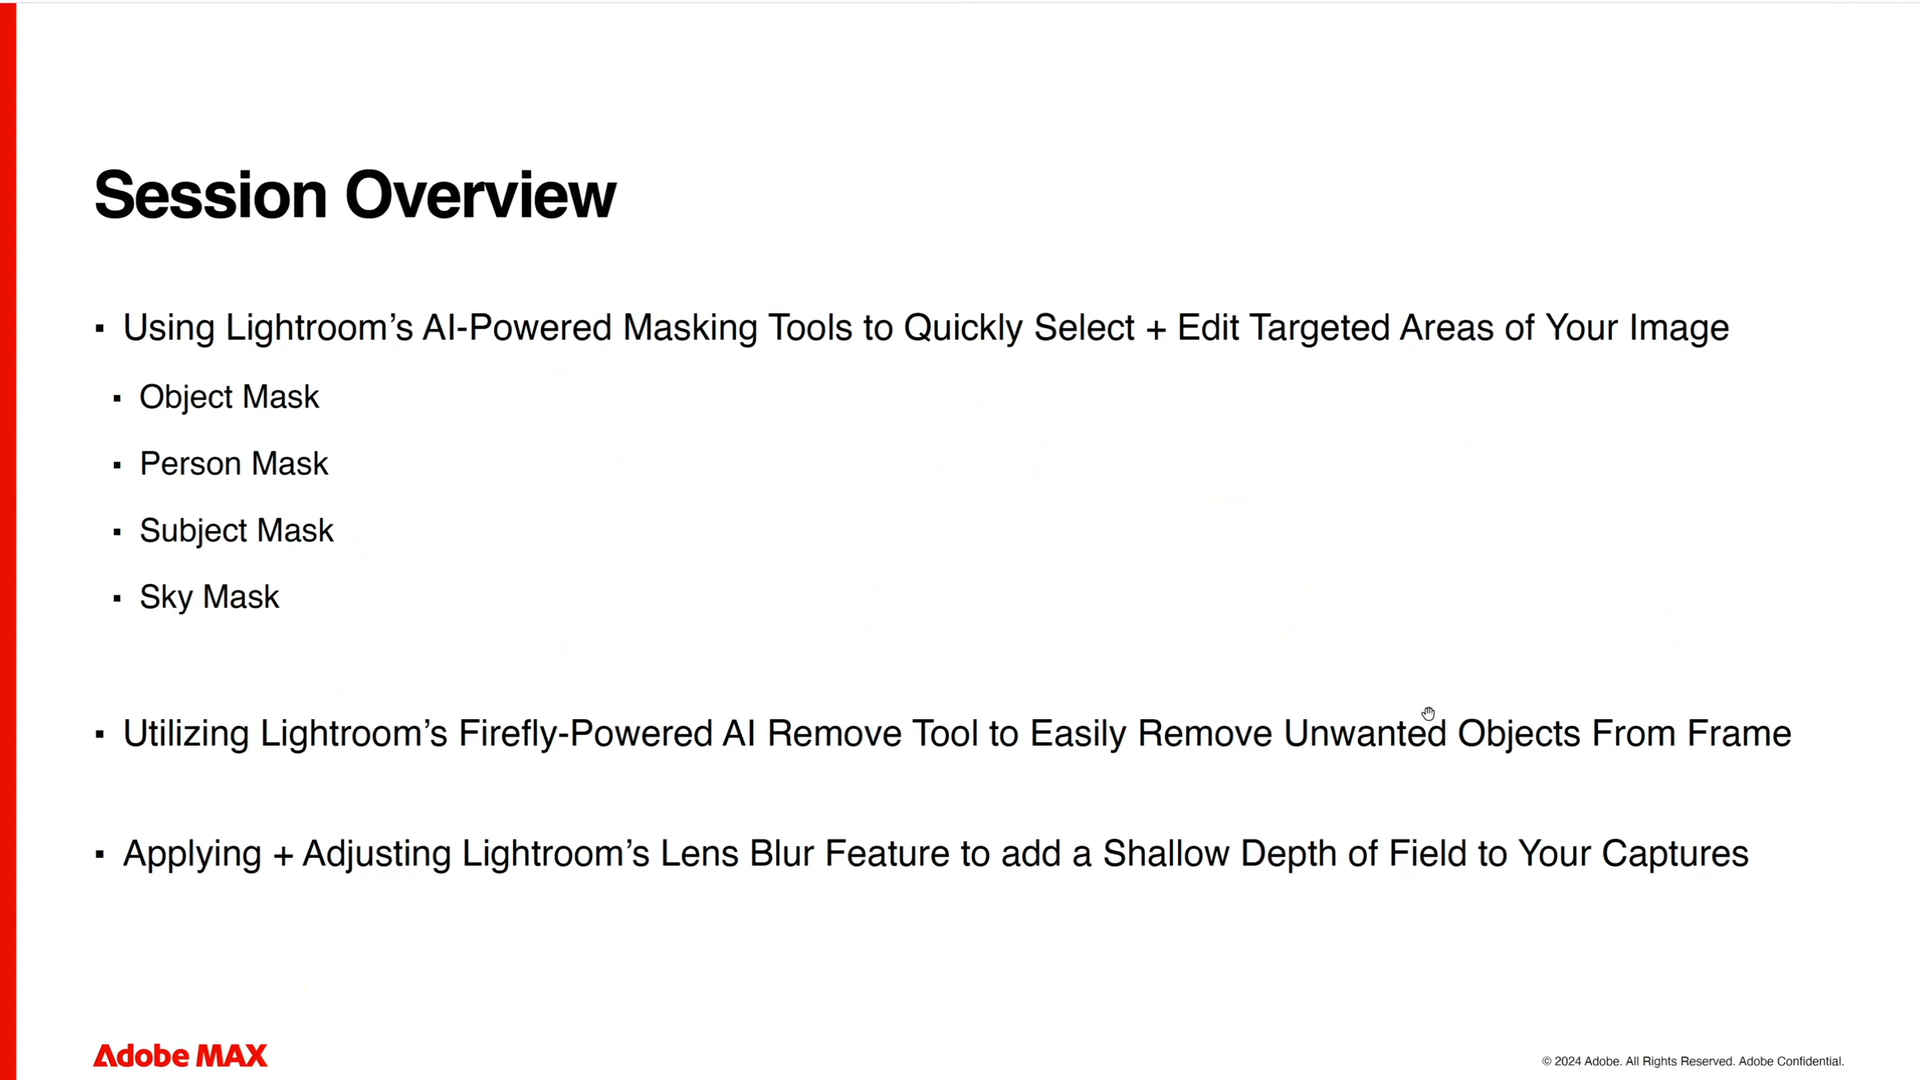 Session Overview
▪ Using Lightroom’s AI-Powered Masking Tools to Quickly Select + Edit Targeted Areas of Your Image
▪ Object Mask
▪ Person Mask
▪ Subject Mask
▪ Sky Mask
▪ Utilizing Lightroom’s Firefly-Powered AI Remove Tool to Easily Remove Unwanted Objects From Frame
▪ Applying + Adjusting Lightroom’s Lens Blur Feature to add a Shallow Depth of Field to Your Captures
Adobe MAX
© 2024 Adobe. All Rights Reserved. Adobe Confidential.